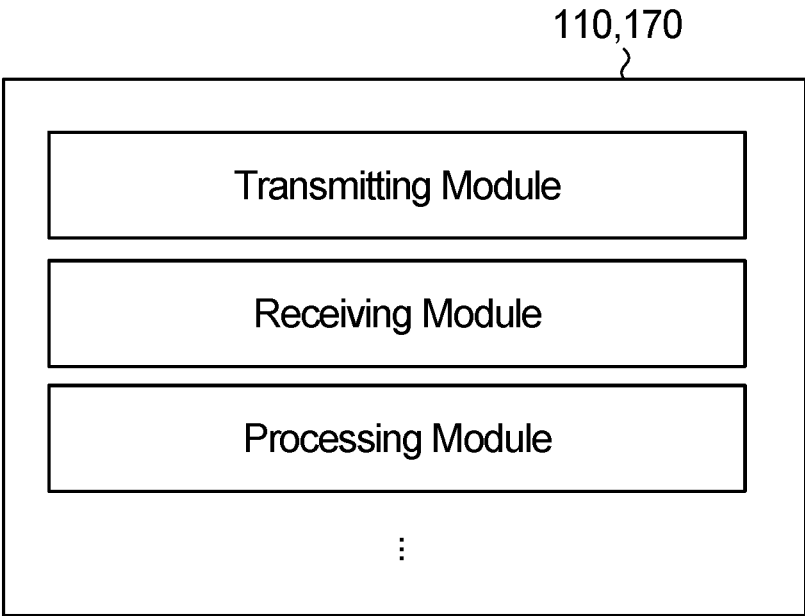 110,170
Transmitting Module
Receiving Module
Processing Module
⋮